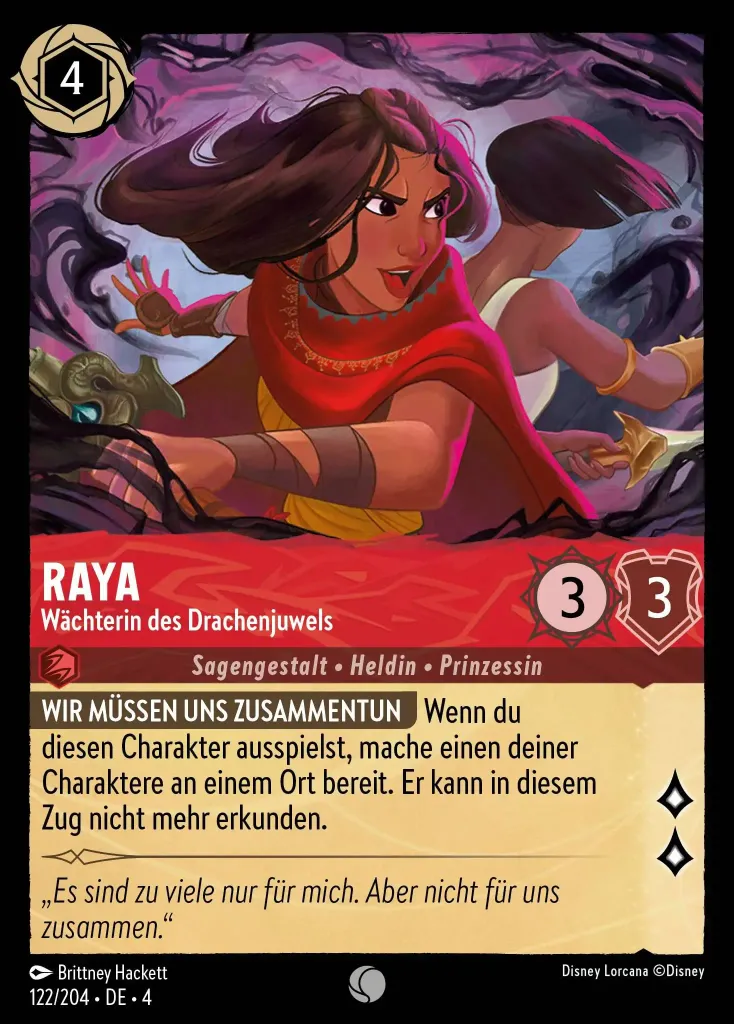 4
RAYA
Wächterin des Drachenjuwels
3
3
Sagengestalt • Heldin • Prinzessin
WIR MÜSSEN UNS ZUSAMMENTUN Wenn du
diesen Charakter ausspielst, mache einen deiner
Charaktere an einem Ort bereit. Er kann in diesem
Zug nicht mehr erkunden.
„Es sind zu viele nur für mich. Aber nicht für uns
zusammen.“
Brittney Hackett
Disney Lorcana ©Disney
122/204 • DE • 4